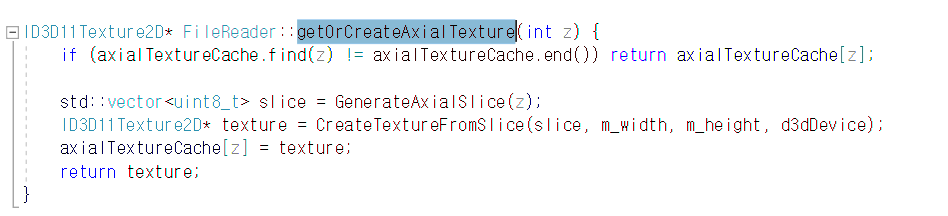 ID3D11Texture2D* FileReader::getOrCreateAxialTexture(int z) {
if (axialTextureCache.find(z) != axialTextureCache.end()) return axialTextureCache[z];
std::vector<uint8_t> slice = GenerateAxialSlice(z);
ID3D11Texture2D* texture = CreateTextureFromSlice(slice, m_width, m_height, d3dDevice);
axialTextureCache[z] = texture;
return texture;
}